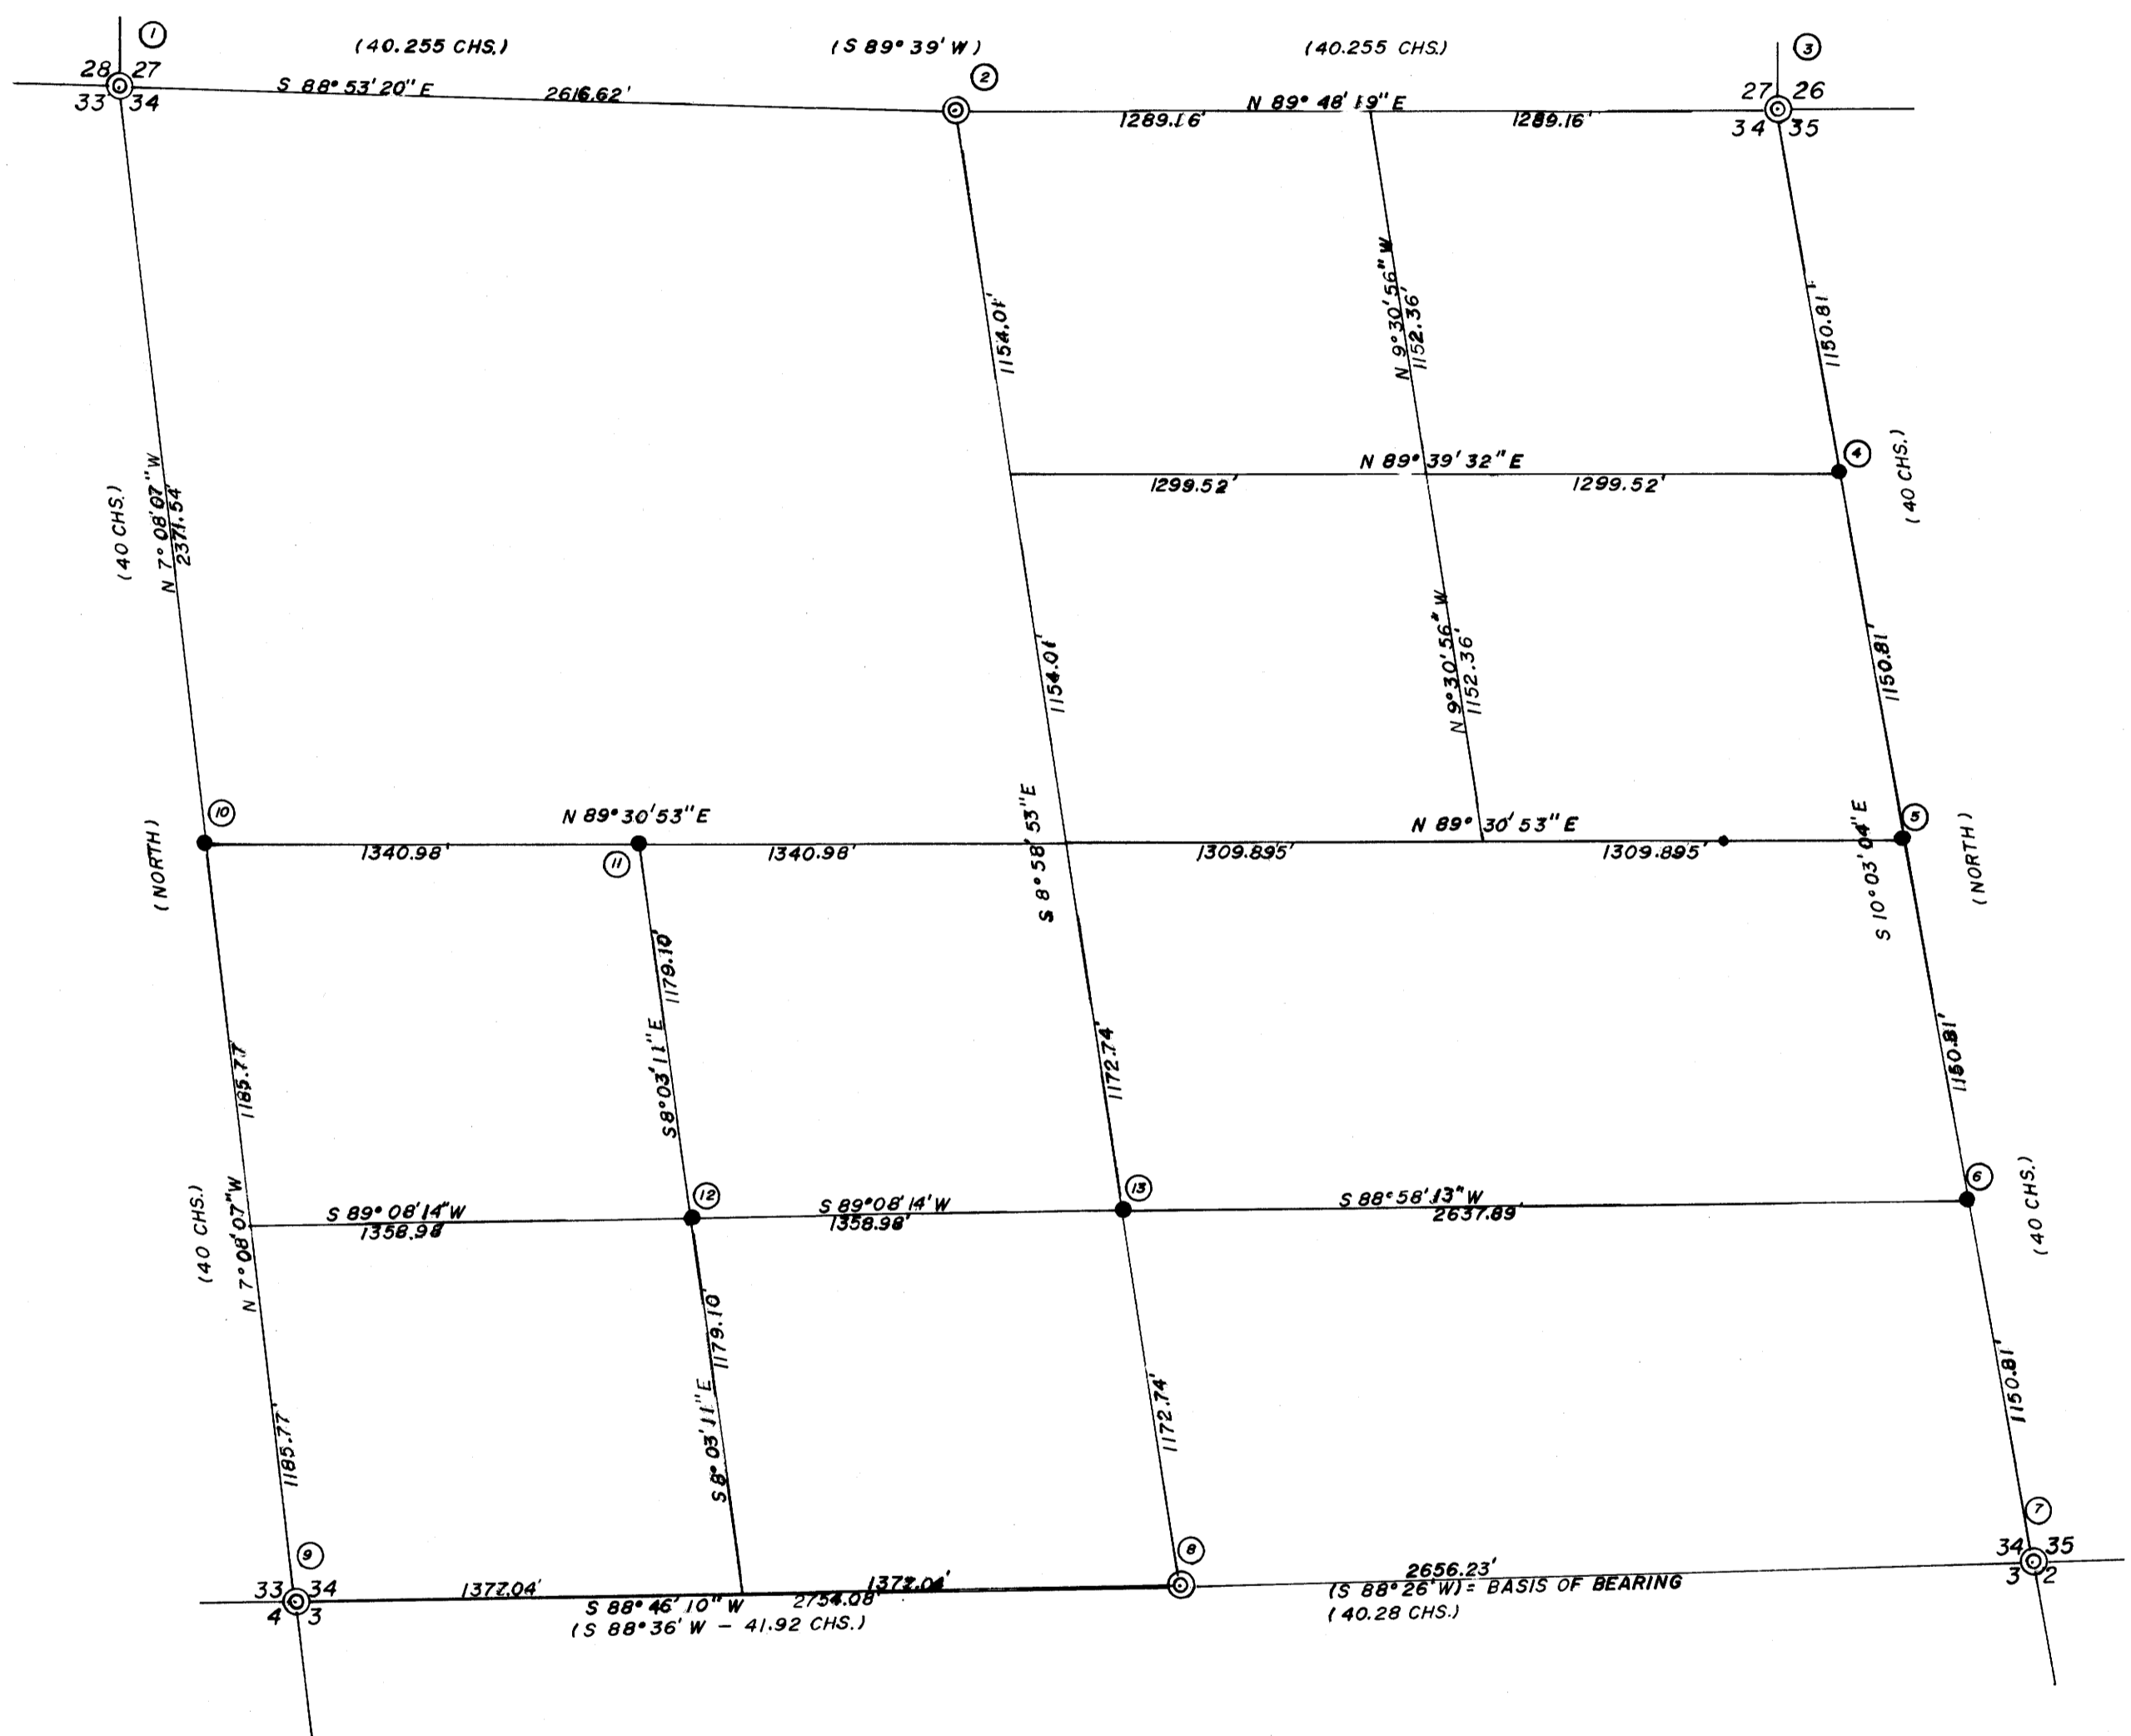 ①
(40.255 CHS.)
(S 89° 39' W)
(40.255 CHS.)
③
28 27
33 34
S 88° 53' 20" E
2616.62'
②
N 89° 48' 19" E
1289.16'
1289.16'
27 26
34 35
1154.01'
N 9° 30' 56" W
1152.36'
1150.81'
(40 CHS.)
N 7° 08' 07" W
2371.54'
N 89° 39' 32" E
1299.52'
1299.52'
④
(40 CHS.)
1154.01'
N 9° 30' 56" W
1152.36'
1150.81'
⑩
(NORTH)
N 89° 30' 53" E
1340.98'
⑪
1340.98'
S 8° 58' 53" E
N 89° 30' 53" E
1309.895'
1309.895'
S 10° 03' 04" E
⑤
(NORTH)
1185.77'
1179.10'
S 8° 03' 11" E
1172.74'
1150.81'
(40 CHS.)
N 7° 08' 07" W
S 89° 08' 14" W
1358.98'
⑫
S 89° 08' 14' W
1358.98'
⑬
S 88° 58' 13" W
2637.89'
⑥
(40 CHS.)
1185.77'
1179.10'
S 8° 03' 11" E
1172.74'
1150.81'
⑨
33 34
4 3
S 88° 46' 10" W
2754.08'
(S 88° 36' W – 41.92 CHS.)
⑧
2656.23'
(S 88° 26' W) = BASIS OF BEARING
(40.28 CHS.)
⑦
34 35
3 2